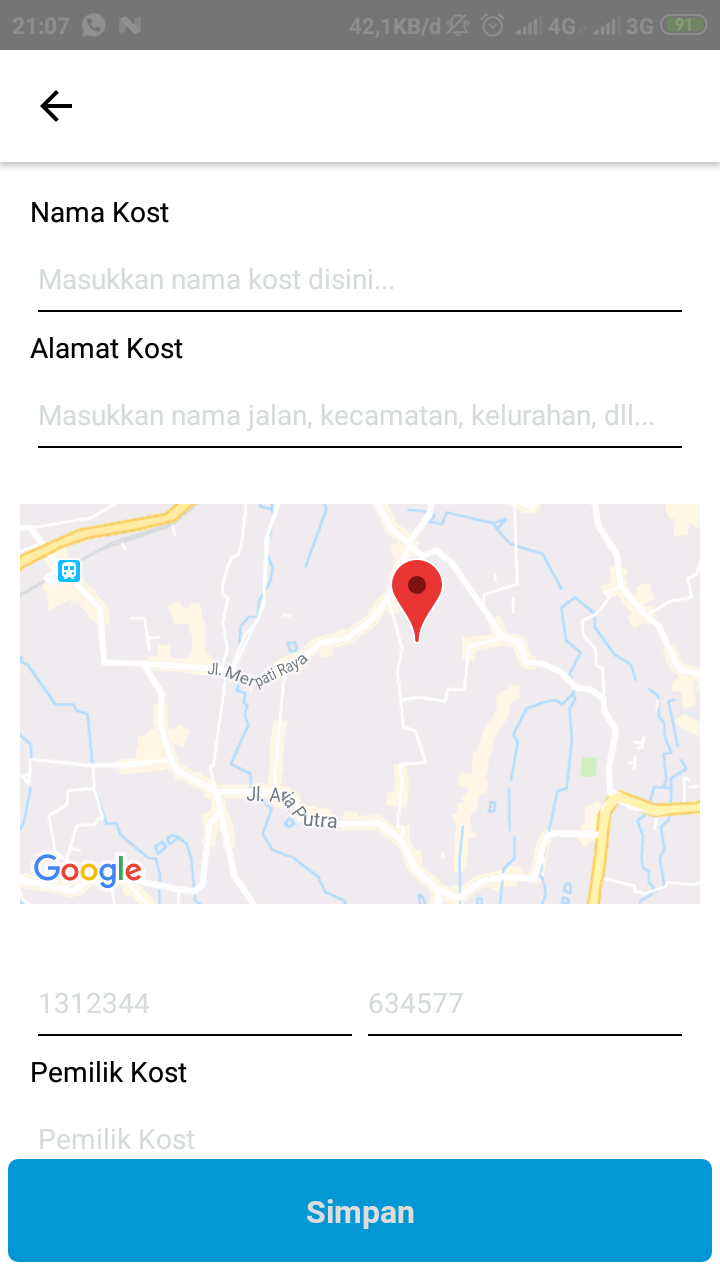 21:07 42,1KB/d 4G 3G 91
Nama Kost
Masukkan nama kost disini...
Alamat Kost
Masukkan nama jalan, kecamatan, kelurahan, dll...
Jl. Merpati Raya
Jl. Aria Putra
Google
1312344 634577
Pemilik Kost
Pemilik Kost
Simpan